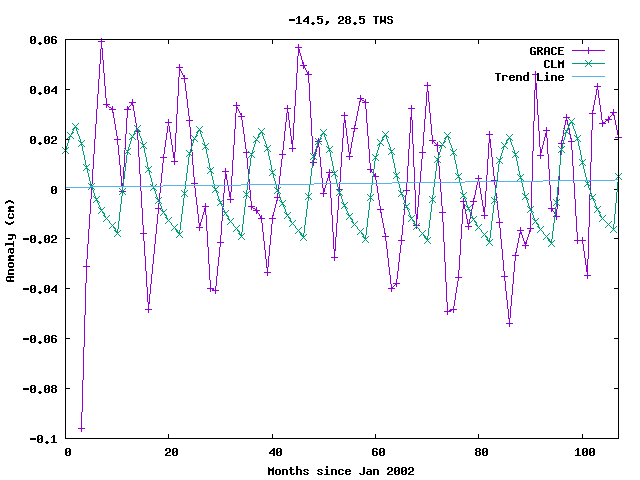 -14.5, 28.5 TWS
GRACE
CLM
Trend Line
0.06
0.04
0.02
0
-0.02
-0.04
-0.06
-0.08
-0.1
Anomaly (cm)
0 20 40 60 80 100
Months since Jan 2002